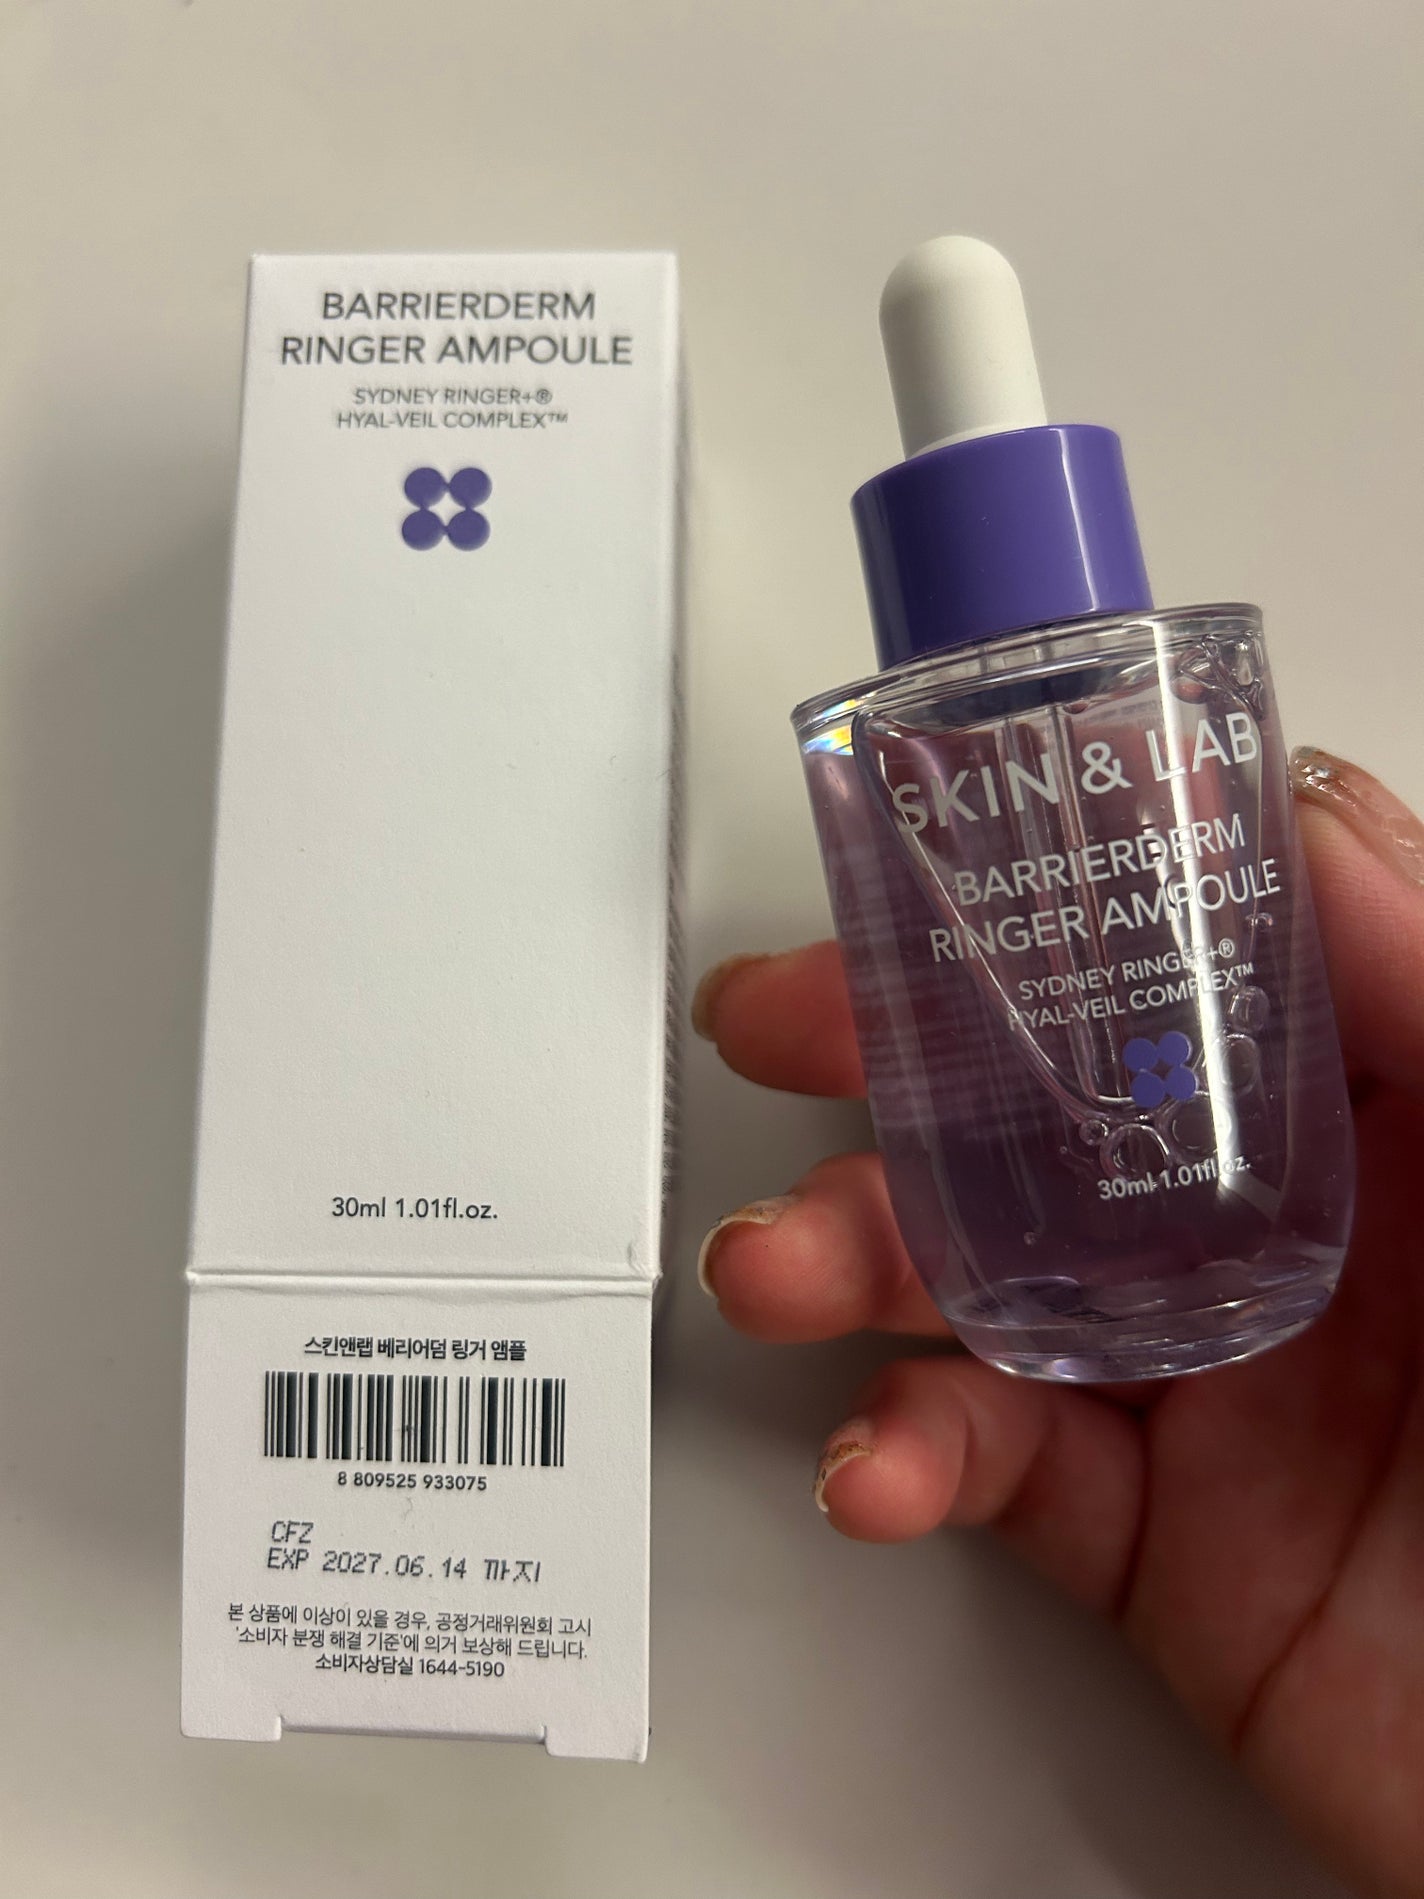 BARRIERDERM
RINGER AMPOULE
SYDNEY RINGER+®
HYAL-VEIL COMPLEX™
30ml 1.01fl.oz.
스킨앤랩 베리어덤 링거 앰플
8 809525 933075
CFZ
EXP 2027.06.14 까지
본 상품에 이상이 있을 경우, 공정거래위원회 고시
'소비자 분쟁 해결 기준'에 의거 보상해 드립니다.
소비자상담실 1644-5190
SKIN & LAB
BARRIERDERM
RINGER AMPOULE
SYDNEY RINGER+®
HYAL-VEIL COMPLEX™
30ml 1.01fl.oz.